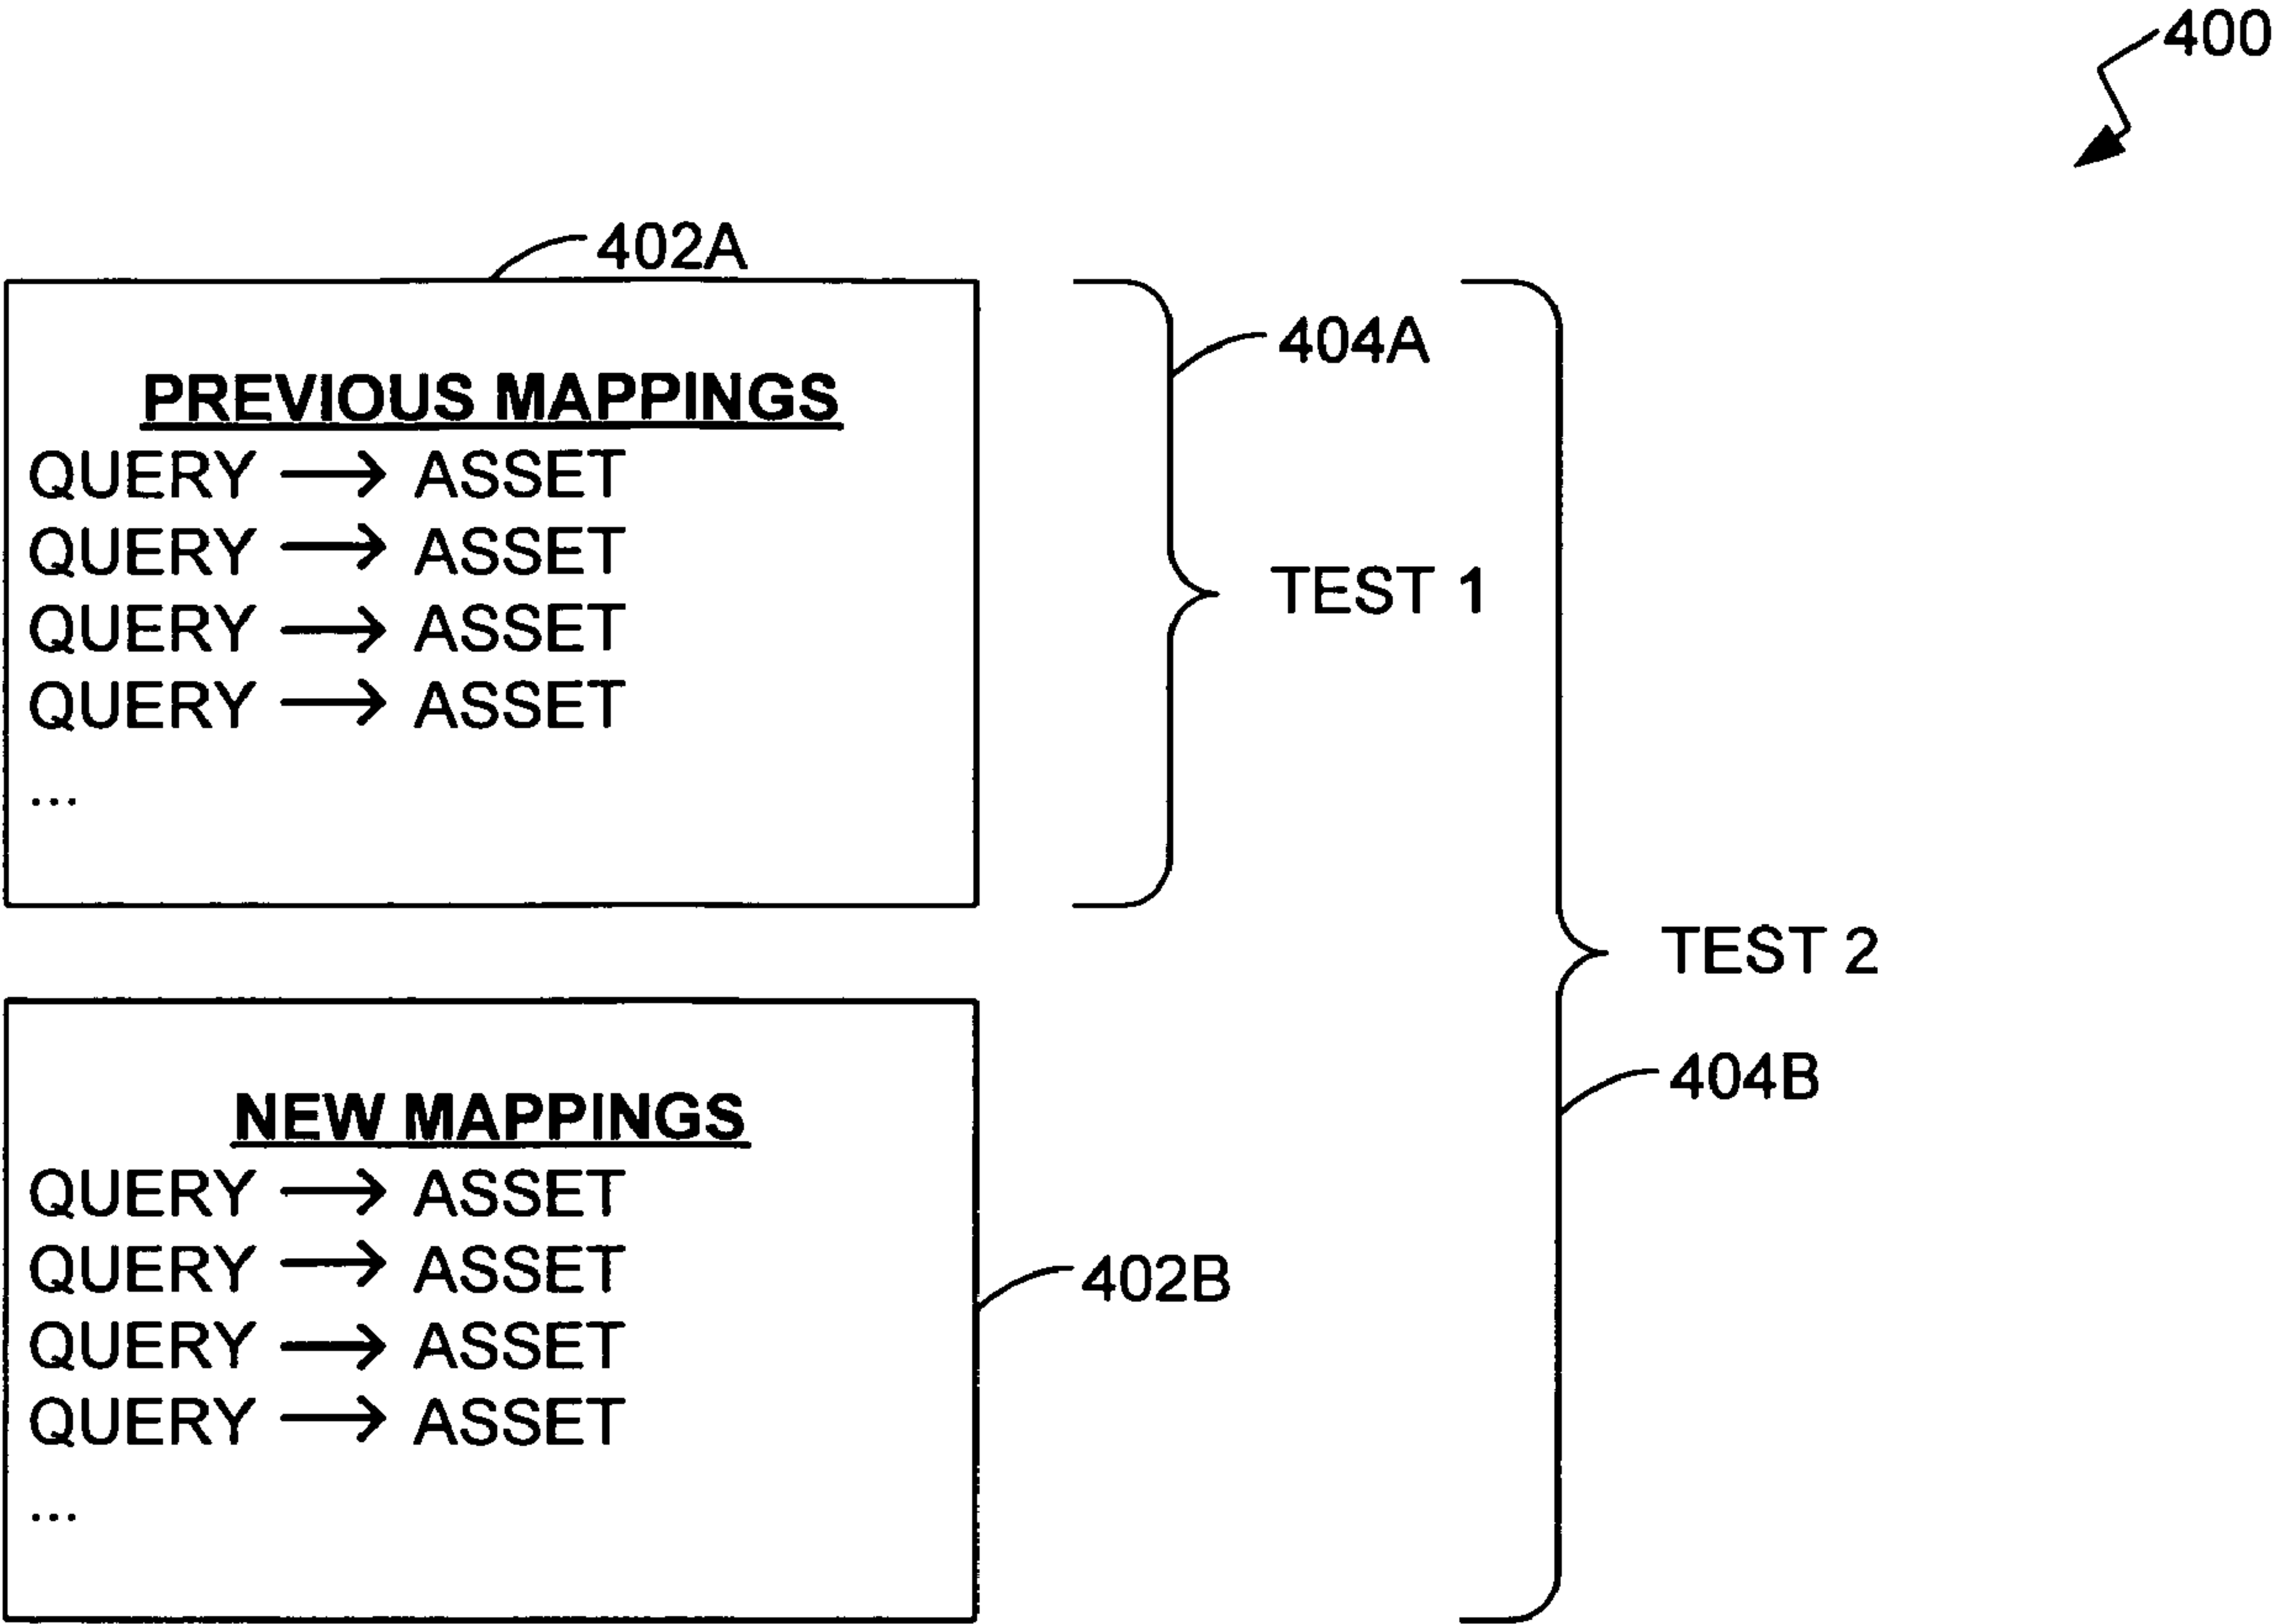 400
402A
PREVIOUS MAPPINGS
QUERY → ASSET
QUERY → ASSET
QUERY → ASSET
QUERY → ASSET
...
404A
TEST 1
TEST 2
404B
NEW MAPPINGS
QUERY → ASSET
QUERY → ASSET
QUERY → ASSET
QUERY → ASSET
...
402B